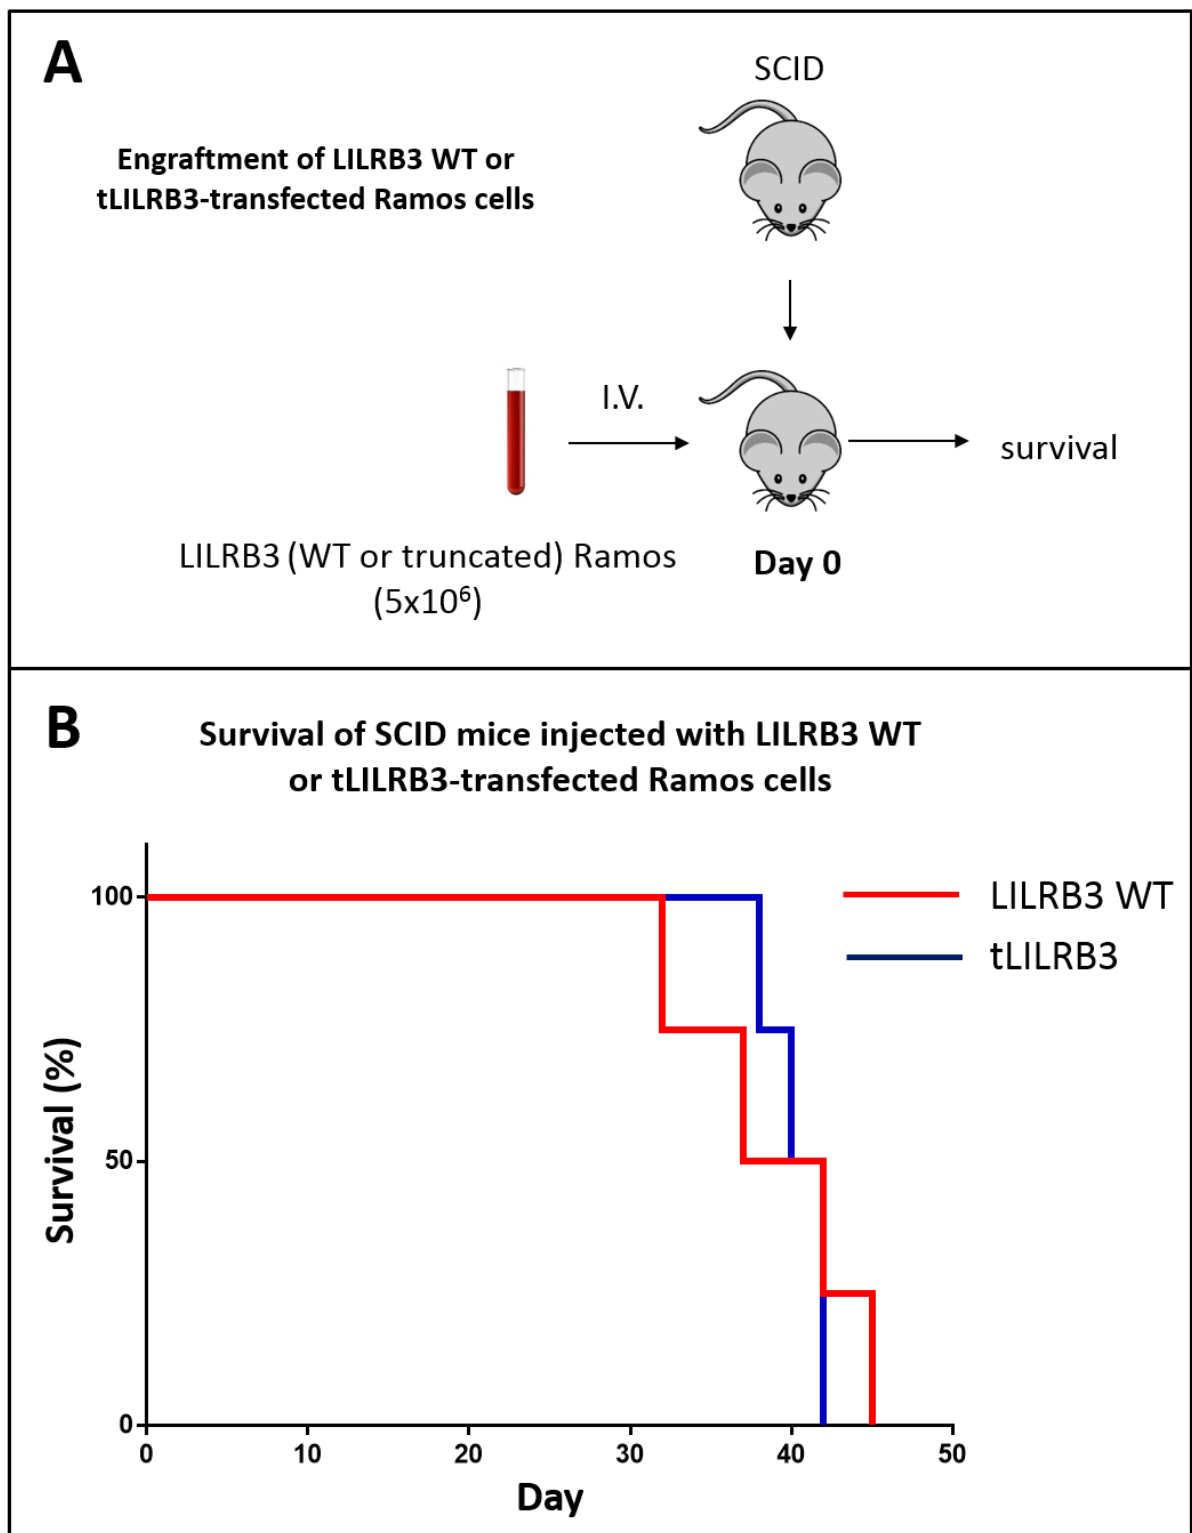 A
SCID
Engraftment of LILRB3 WT or
tLILRB3-transfected Ramos cells
I.V.
survival
LILRB3 (WT or truncated) Ramos
(5x10⁶)
Day 0
B
Survival of SCID mice injected with LILRB3 WT
or tLILRB3-transfected Ramos cells
LILRB3 WT
tLILRB3
Survival (%)
100
50
0
0 10 20 30 40 50
Day